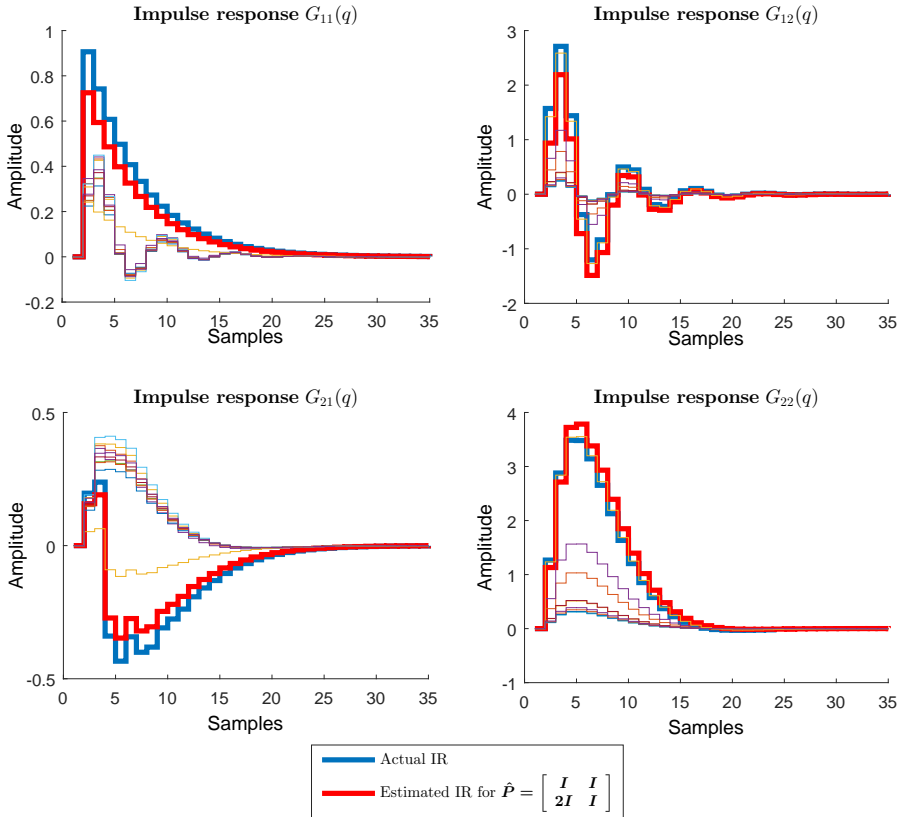 Impulse response G₁₁(q)
Amplitude
1
0.8
0.6
0.4
0.2
0
-0.2
0 5 10 15 20 25 30 35
Samples
Impulse response G₁₂(q)
Amplitude
3
2
1
0
-1
-2
0 5 10 15 20 25 30 35
Samples
Impulse response G₂₁(q)
Amplitude
0.5
0
-0.5
0 5 10 15 20 25 30 35
Samples
Impulse response G₂₂(q)
Amplitude
4
3
2
1
0
-1
0 5 10 15 20 25 30 35
Samples
Actual IR
Estimated IR for P̂ = [ I I
2I I ]